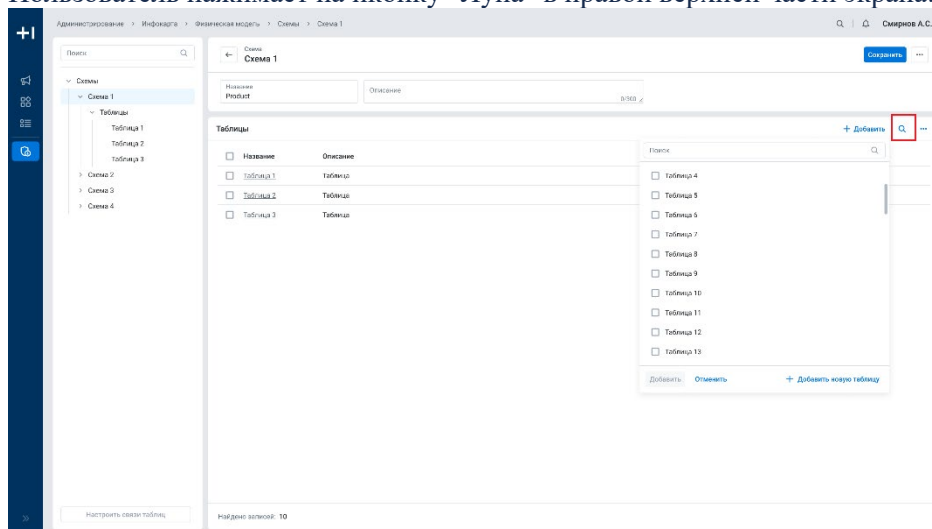 Пользователь нажимает на иконку "Лупа" в правой верхней части экрана.
Администрирование > Инфокарта > Физическая модель > Схемы > Схема 1
Смирнов А.С.
Поиск
Схемы
Схема 1
Таблицы
Таблица 1
Таблица 2
Таблица 3
Схема 2
Схема 3
Схема 4
Настроить связи таблиц
Схема
Схема 1
Сохранить
Название
Product
Описание
0/300
Таблицы
+ Добавить
Название Описание
Таблица 1 Таблица
Таблица 2 Таблица
Таблица 3 Таблица
Поиск
Таблица 4
Таблица 5
Таблица 6
Таблица 7
Таблица 8
Таблица 9
Таблица 10
Таблица 11
Таблица 12
Таблица 13
Добавить Отменить + Добавить новую таблицу
Найдено записей: 10